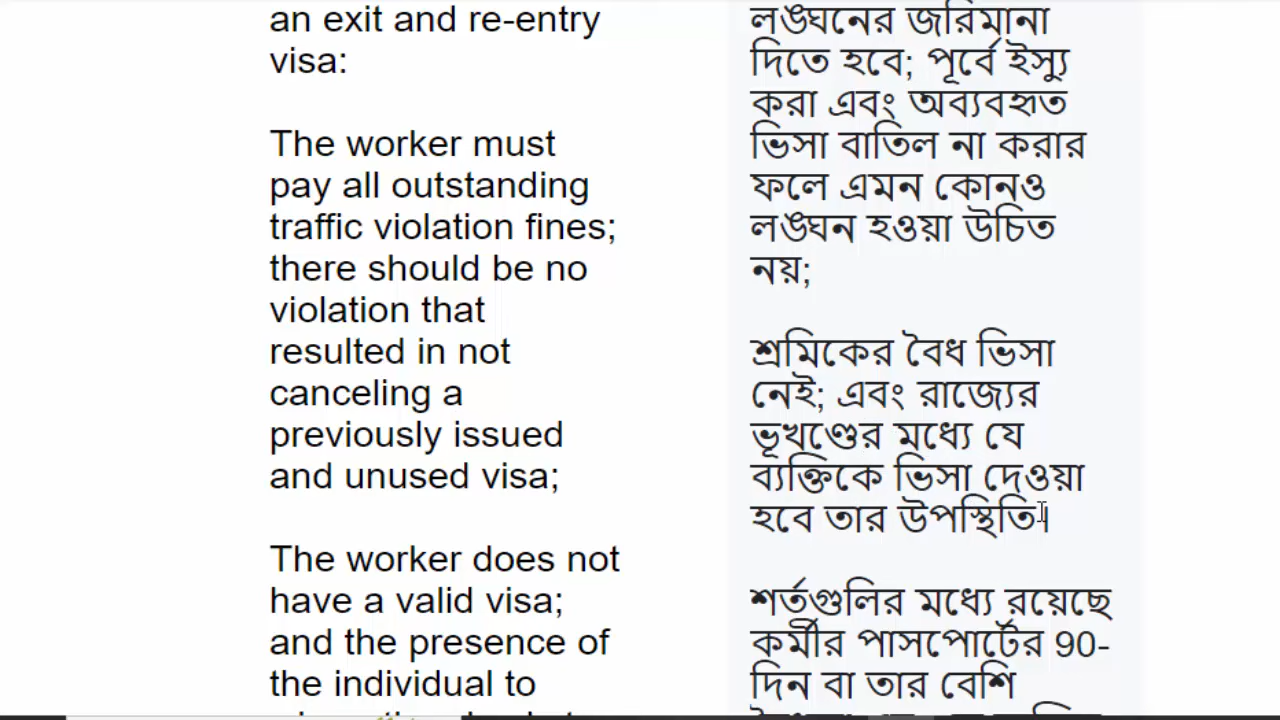 an exit and re-entry
visa:
The worker must
pay all outstanding
traffic violation fines;
there should be no
violation that
resulted in not
canceling a
previously issued
and unused visa;
The worker does not
have a valid visa;
and the presence of
the individual to
লঙ্ঘনের জরিমানা
দিতে হবে; পূর্বে ইস্যু
করা এবং অব্যবহৃত
ভিসা বাতিল না করার
ফলে এমন কোনও
লঙ্ঘন হওয়া উচিত
নয়;
শ্রমিকের বৈধ ভিসা
নেই; এবং রাজ্যের
ভূখণ্ডের মধ্যে যে
ব্যক্তিকে ভিসা দেওয়া
হবে তার উপস্থিতি।
শর্তগুলির মধ্যে রয়েছে
কর্মীর পাসপোর্টের 90-
দিন বা তার বেশি